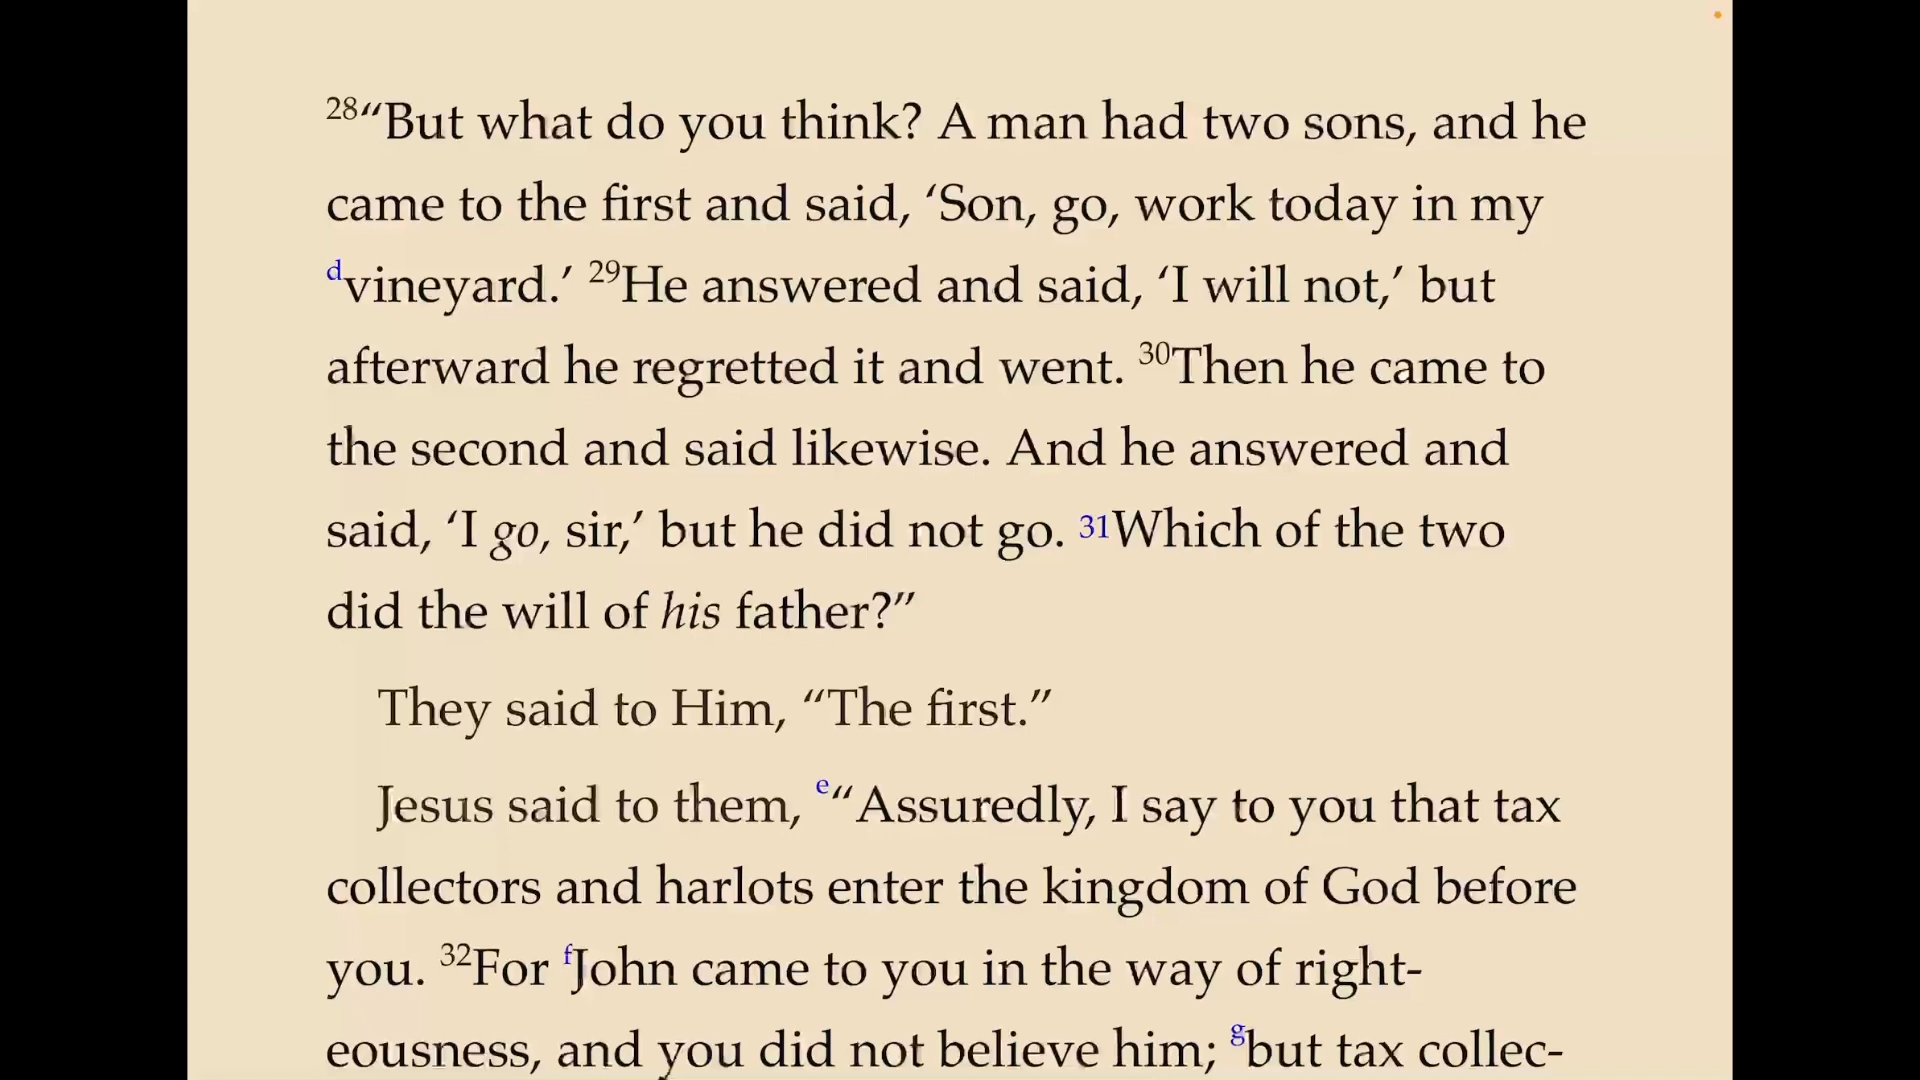 28“But what do you think? A man had two sons, and he
came to the first and said, ‘Son, go, work today in my
dvineyard.’ 29He answered and said, ‘I will not,’ but
afterward he regretted it and went. 30Then he came to
the second and said likewise. And he answered and
said, ‘I go, sir,’ but he did not go. 31Which of the two
did the will of his father?”
They said to Him, “The first.”
Jesus said to them, e“Assuredly, I say to you that tax
collectors and harlots enter the kingdom of God before
you. 32For fJohn came to you in the way of right-
eousness, and you did not believe him; gbut tax collec-